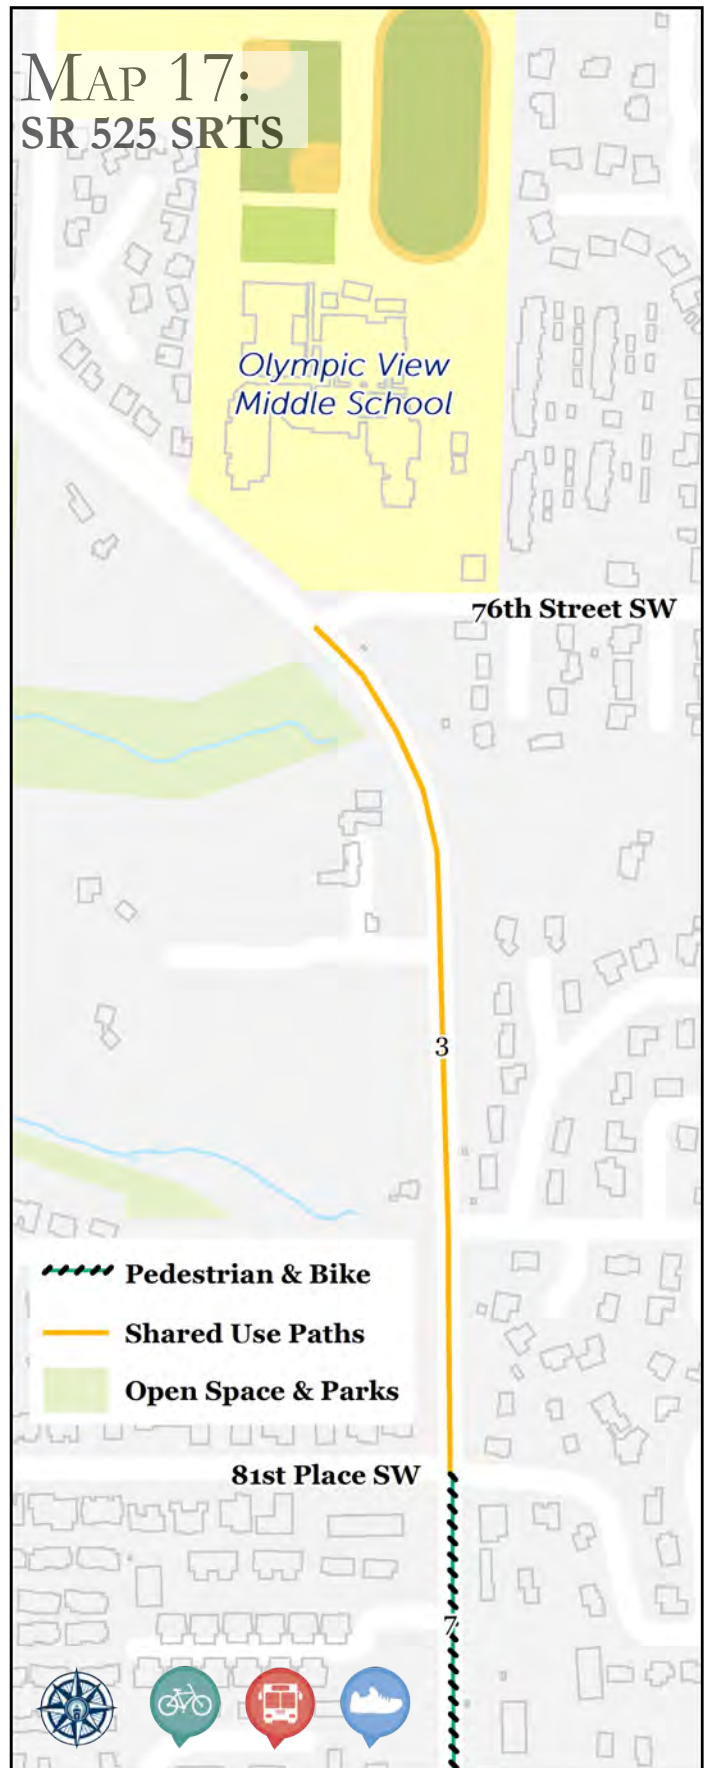 MAP 17:
SR 525 SRTS
Olympic View
Middle School
76th Street SW
3
Pedestrian & Bike
Shared Use Paths
Open Space & Parks
81st Place SW
7